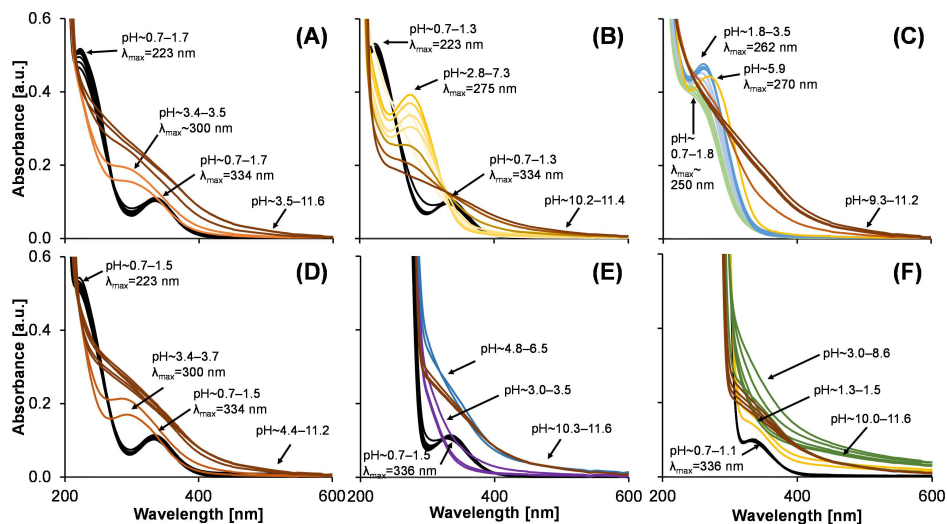 Absorbance [a.u.]
0.6
0.4
0.2
0.0
(A)
pH~0.7–1.7
λmax=223 nm
pH~3.4–3.5
λmax~300 nm
pH~0.7–1.7
λmax=334 nm
pH~3.5–11.6
(B)
pH~0.7–1.3
λmax=223 nm
pH~2.8–7.3
λmax=275 nm
pH~0.7–1.3
λmax=334 nm
pH~10.2–11.4
(C)
pH~1.8–3.5
λmax=262 nm
pH~5.9
λmax=270 nm
pH~
0.7–1.8
λmax~
250 nm
pH~9.3–11.2
200
400
600
Absorbance [a.u.]
0.6
0.4
0.2
0.0
(D)
pH~0.7–1.5
λmax=223 nm
pH~3.4–3.7
λmax=300 nm
pH~0.7–1.5
λmax=334 nm
pH~4.4–11.2
200
400
600
Wavelength [nm]
(E)
pH~4.8–6.5
pH~3.0–3.5
pH~10.3–11.6
pH~0.7–1.5
λmax=336 nm
200
400
600
Wavelength [nm]
(F)
pH~3.0–8.6
pH~1.3–1.5
pH~10.0–11.6
pH~0.7–1.1
λmax=336 nm
200
400
600
Wavelength [nm]